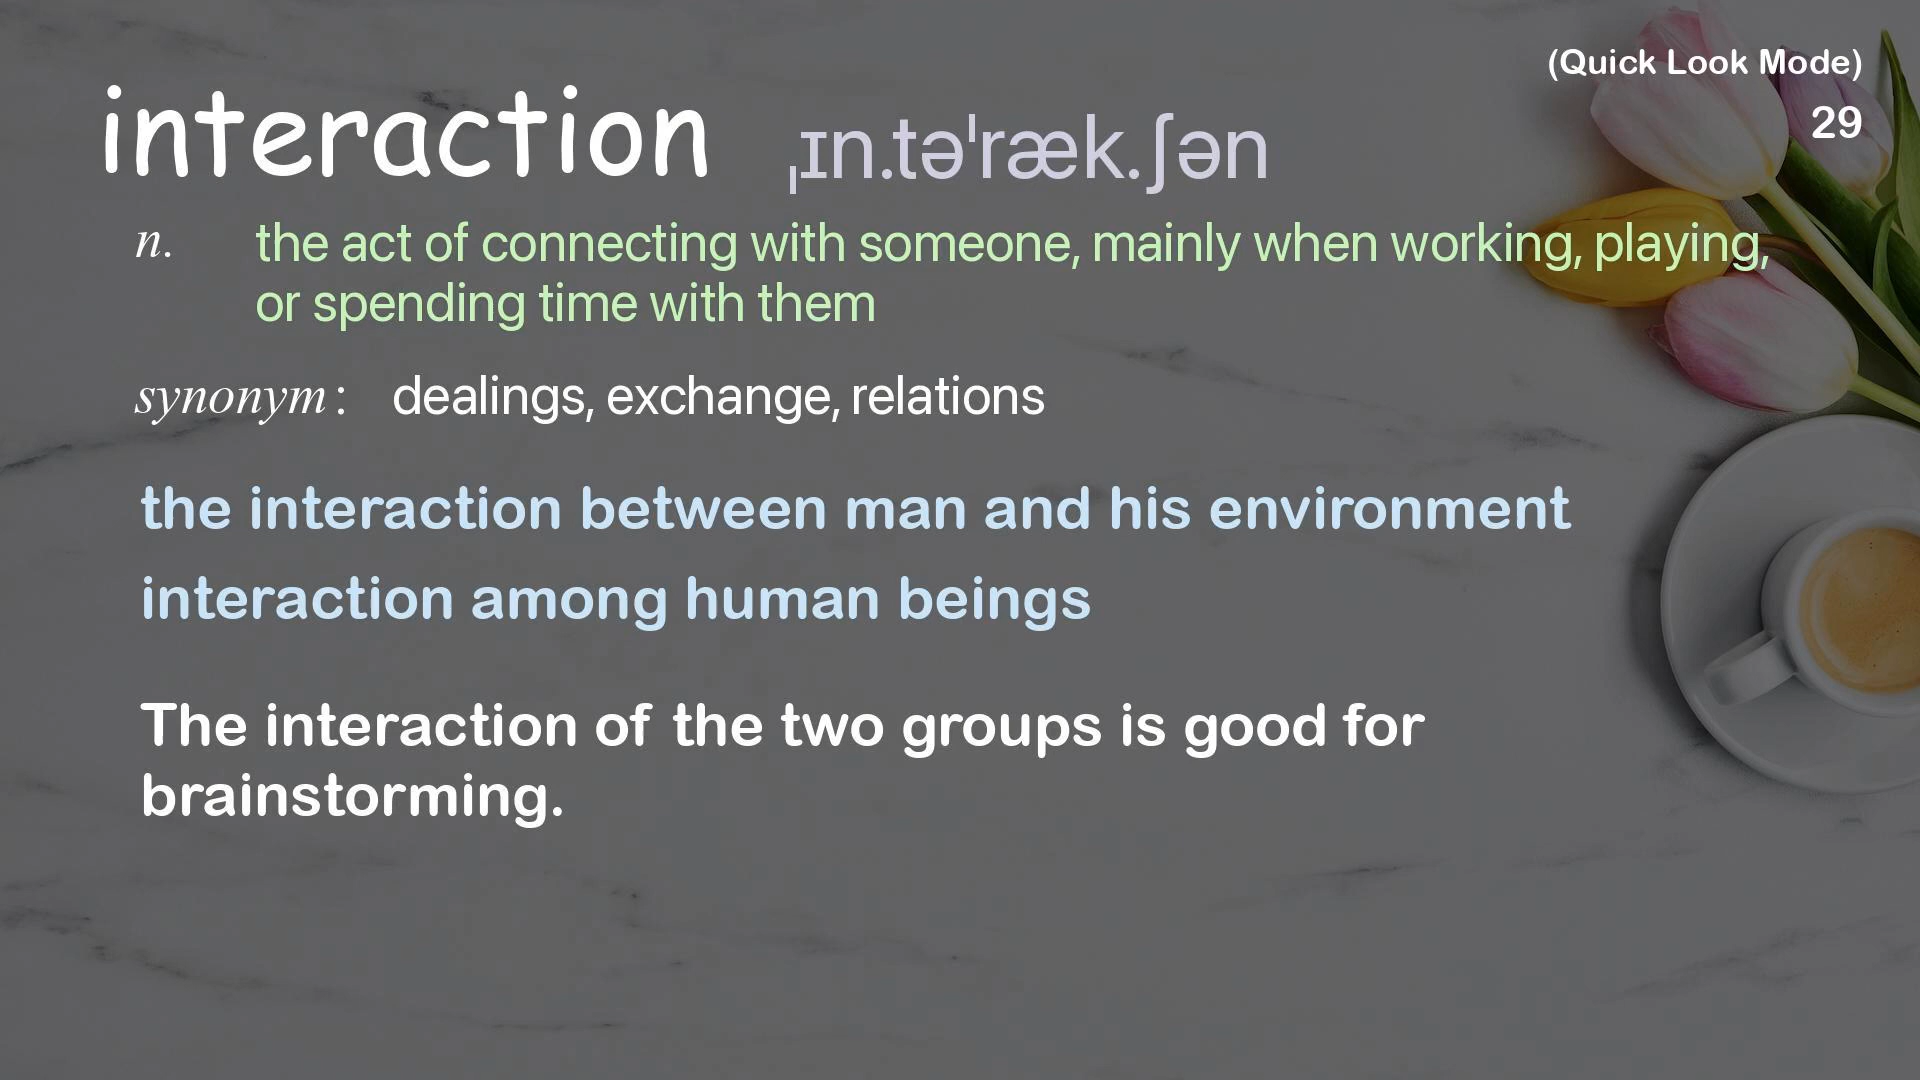 (Quick Look Mode)
29
interaction ˌɪn.təˈræk.ʃən
n. the act of connecting with someone, mainly when working, playing,
or spending time with them
synonym: dealings, exchange, relations
the interaction between man and his environment
interaction among human beings
The interaction of the two groups is good for
brainstorming.